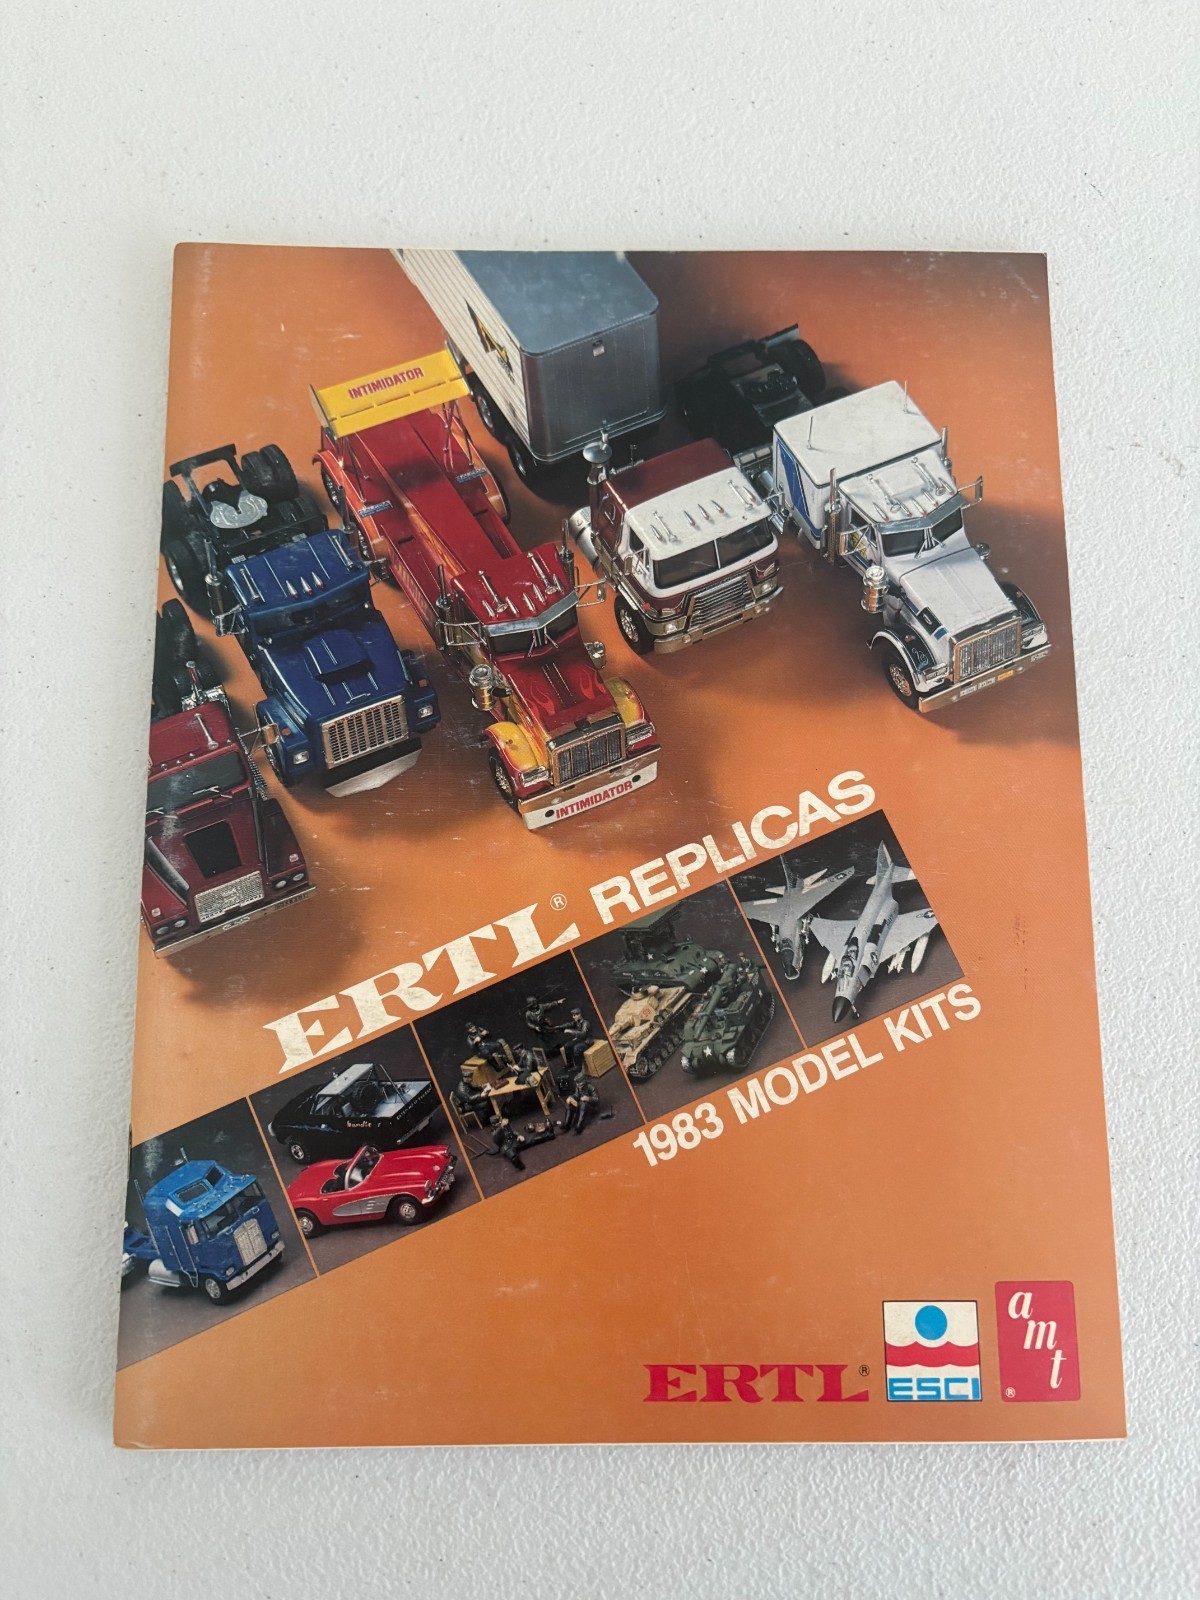 INTIMIDATOR
INTIMIDATOR
ERTL® REPLICAS
1983 MODEL KITS
ERTL®
ESCI
amt
®